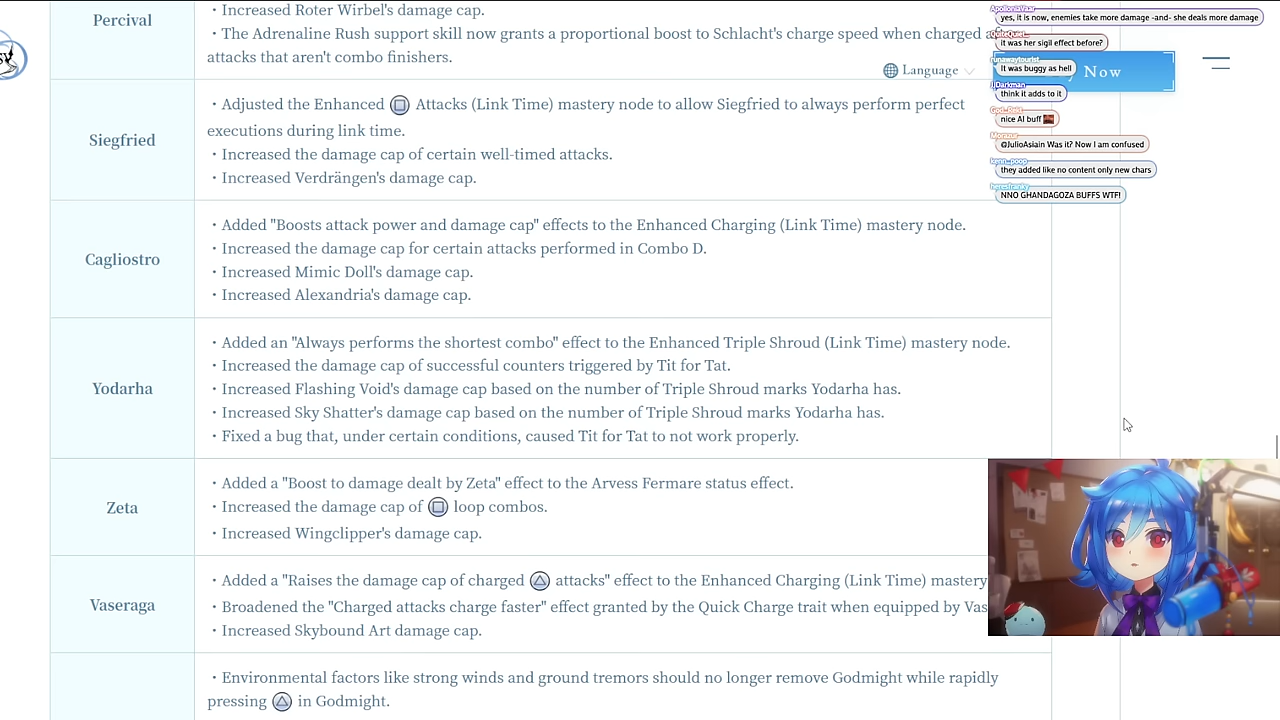 Percival
・Increased Roter Wirbel's damage cap.
・The Adrenaline Rush support skill now grants a proportional boost to Schlacht's charge speed when charged
attacks that aren't combo finishers.
Language
Now
Siegfried
・Adjusted the Enhanced Attacks (Link Time) mastery node to allow Siegfried to always perform perfect
executions during link time.
・Increased the damage cap of certain well-timed attacks.
・Increased Verdrängen's damage cap.
Cagliostro
・Added "Boosts attack power and damage cap" effects to the Enhanced Charging (Link Time) mastery node.
・Increased the damage cap for certain attacks performed in Combo D.
・Increased Mimic Doll's damage cap.
・Increased Alexandria's damage cap.
Yodarha
・Added an "Always performs the shortest combo" effect to the Enhanced Triple Shroud (Link Time) mastery node.
・Increased the damage cap of successful counters triggered by Tit for Tat.
・Increased Flashing Void's damage cap based on the number of Triple Shroud marks Yodarha has.
・Increased Sky Shatter's damage cap based on the number of Triple Shroud marks Yodarha has.
・Fixed a bug that, under certain conditions, caused Tit for Tat to not work properly.
Zeta
・Added a "Boost to damage dealt by Zeta" effect to the Arvess Fermare status effect.
・Increased the damage cap of loop combos.
・Increased Wingclipper's damage cap.
Vaseraga
・Added a "Raises the damage cap of charged attacks" effect to the Enhanced Charging (Link Time) mastery
・Broadened the "Charged attacks charge faster" effect granted by the Quick Charge trait when equipped by Vas
・Increased Skybound Art damage cap.
・Environmental factors like strong winds and ground tremors should no longer remove Godmight while rapidly
pressing in Godmight.
yes, it is now, enemies take more damage -and- she deals more damage
it was her sigil effect before?
runawaytourist
It was buggy as hell
think it adds to it
nice AI buff
@JulioAsiain Was it? Now I am confused
they added like no content only new chars
NNO GHANDAGOZA BUFFS WTF!